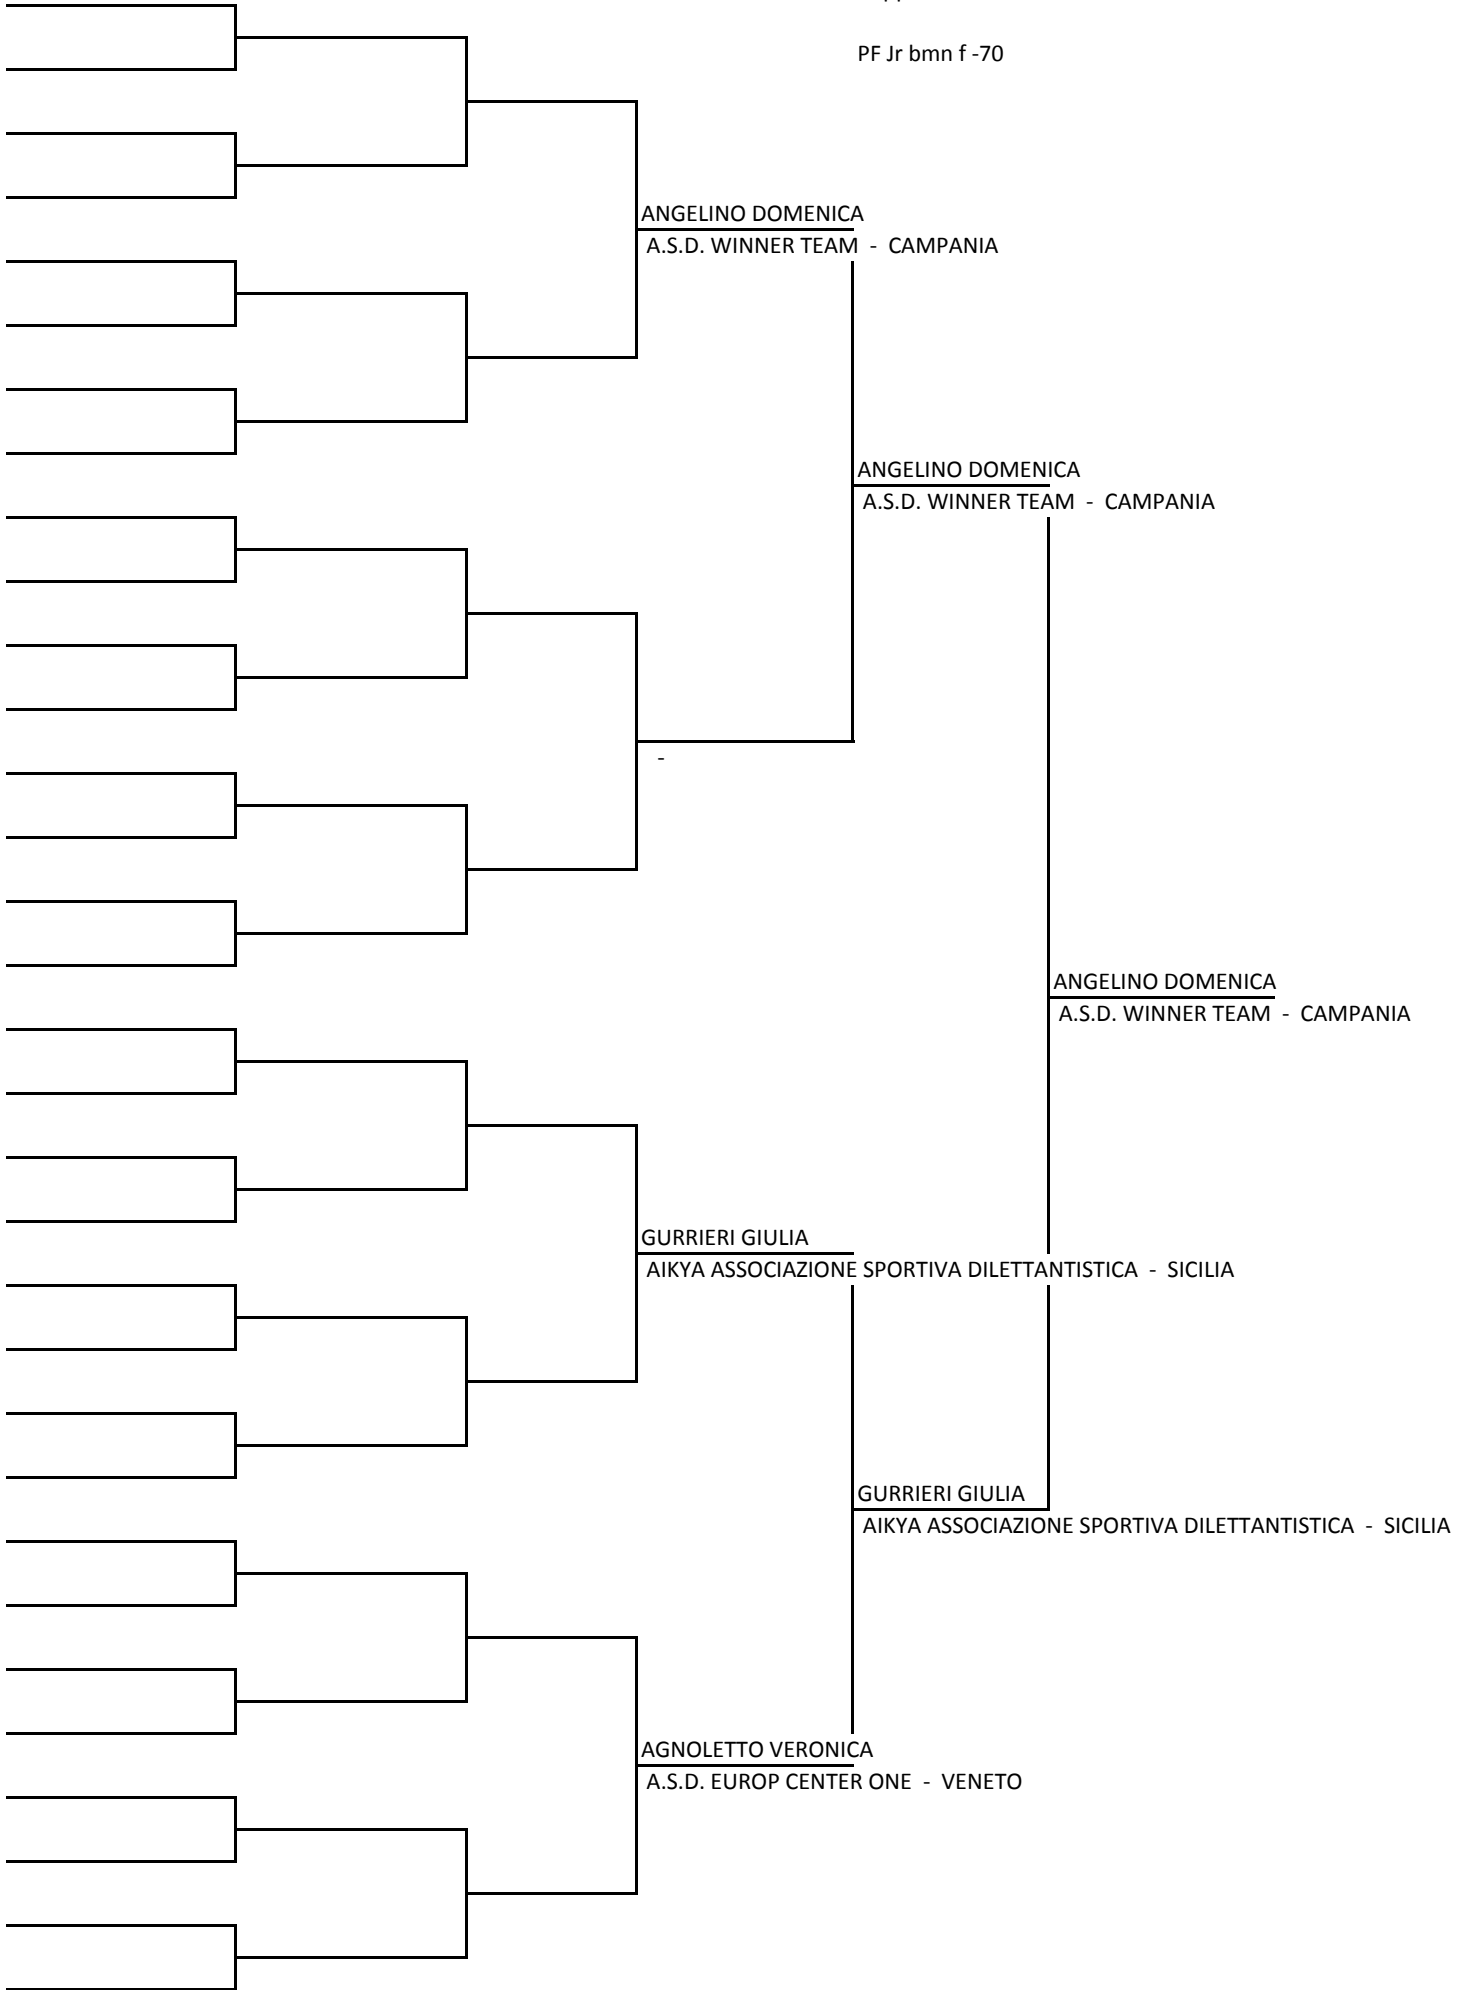 PF Jr bmn f -70
ANGELINO DOMENICA
A.S.D. WINNER TEAM - CAMPANIA
ANGELINO DOMENICA
A.S.D. WINNER TEAM - CAMPANIA
-
ANGELINO DOMENICA
A.S.D. WINNER TEAM - CAMPANIA
GURRIERI GIULIA
AIKYA ASSOCIAZIONE SPORTIVA DILETTANTISTICA - SICILIA
GURRIERI GIULIA
AIKYA ASSOCIAZIONE SPORTIVA DILETTANTISTICA - SICILIA
AGNOLETTO VERONICA
A.S.D. EUROP CENTER ONE - VENETO